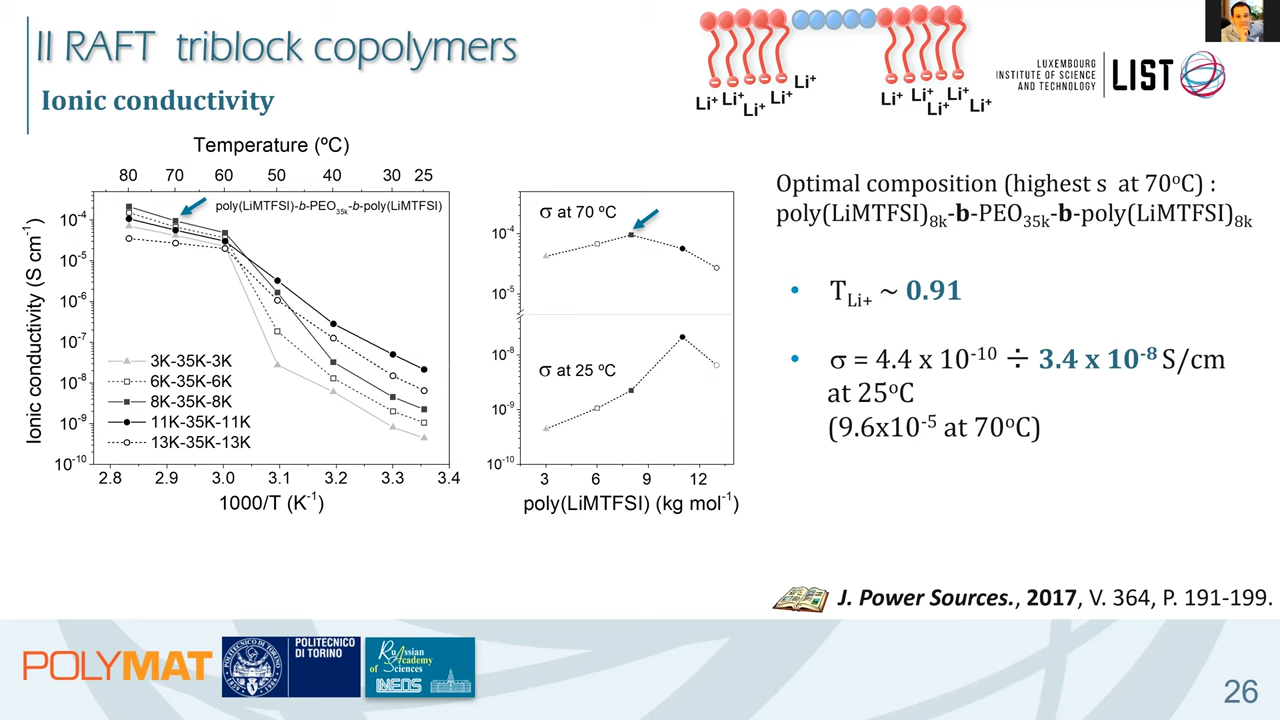 II RAFT triblock copolymers
Ionic conductivity
Li⁺ Li⁺ Li⁺ Li⁺ Li⁺
Li⁺ Li⁺ Li⁺ Li⁺ Li⁺
LUXEMBOURG
INSTITUTE OF SCIENCE
AND TECHNOLOGY
LIST
Temperature (ºC)
80 70 60 50 40 30 25
poly(LiMTFSI)-b-PEO35k-b-poly(LiMTFSI)
Ionic conductivity (S cm⁻¹)
10⁻⁴
10⁻⁵
10⁻⁶
10⁻⁷
10⁻⁸
10⁻⁹
10⁻¹⁰
3K-35K-3K
6K-35K-6K
8K-35K-8K
11K-35K-11K
13K-35K-13K
2.8 2.9 3.0 3.1 3.2 3.3 3.4
1000/T (K⁻¹)
σ at 70 ºC
10⁻⁴
10⁻⁵
σ at 25 ºC
10⁻⁸
10⁻⁹
10⁻¹⁰
3 6 9 12
poly(LiMTFSI) (kg mol⁻¹)
Optimal composition (highest s at 70ᵒC) :
poly(LiMTFSI)8k-b-PEO35k-b-poly(LiMTFSI)8k
• TLi+ ~ 0.91
• σ = 4.4 x 10⁻¹⁰ ÷ 3.4 x 10⁻⁸ S/cm
at 25ᵒC
(9.6x10⁻⁵ at 70ᵒC)
J. Power Sources., 2017, V. 364, P. 191-199.
POLYMAT
POLITECNICO
DI TORINO
Russian
Academy
of Sciences
INEOS
26